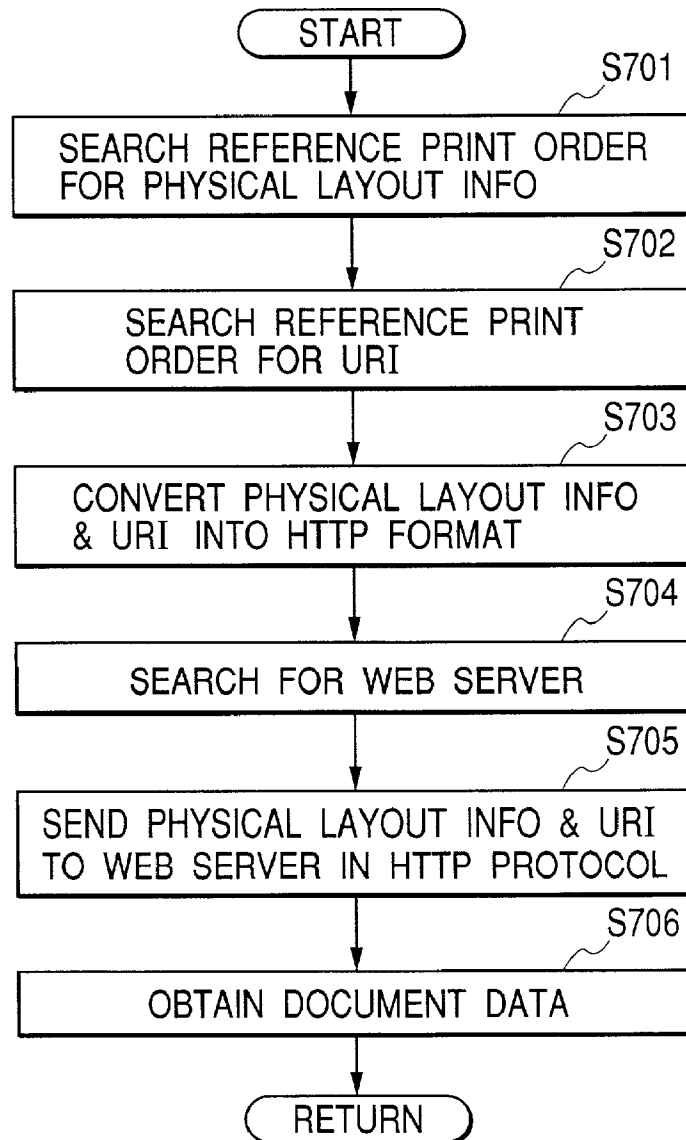 START
S701
SEARCH REFERENCE PRINT ORDER
FOR PHYSICAL LAYOUT INFO
S702
SEARCH REFERENCE PRINT
ORDER FOR URI
S703
CONVERT PHYSICAL LAYOUT INFO
& URI INTO HTTP FORMAT
S704
SEARCH FOR WEB SERVER
S705
SEND PHYSICAL LAYOUT INFO & URI
TO WEB SERVER IN HTTP PROTOCOL
S706
OBTAIN DOCUMENT DATA
RETURN